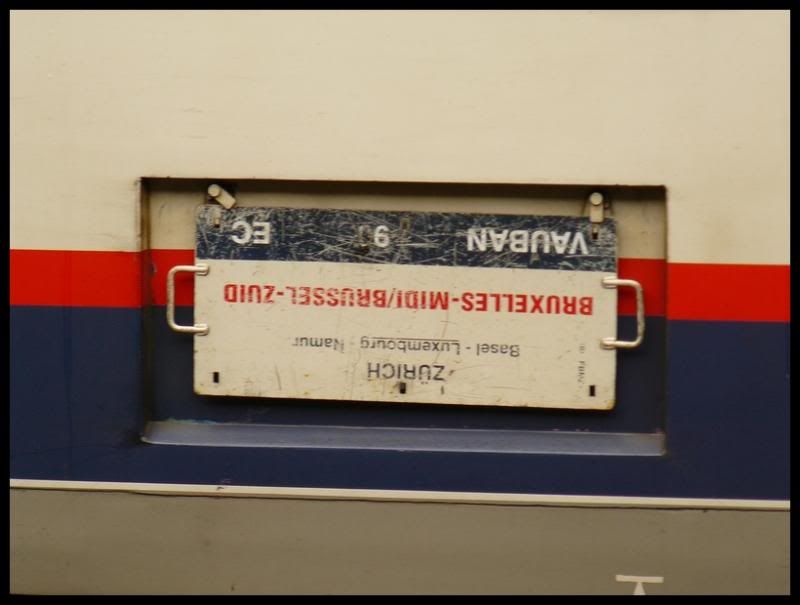 ZÜRICH
Basel - Luxembourg - Namur
BRUXELLES-MIDI/BRUSSEL-ZUID
VAUBAN EC